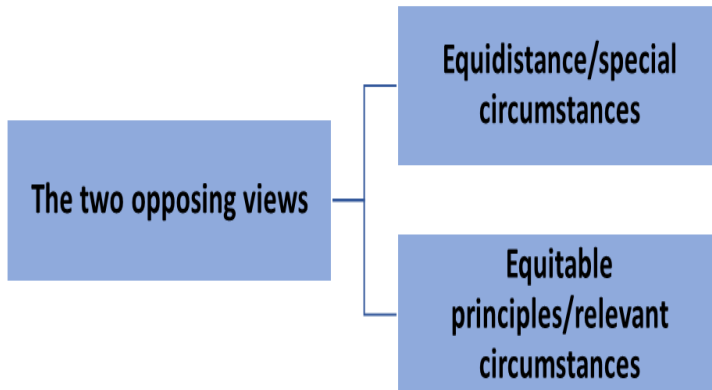 The two opposing views
Equidistance/special
circumstances
Equitable
principles/relevant
circumstances